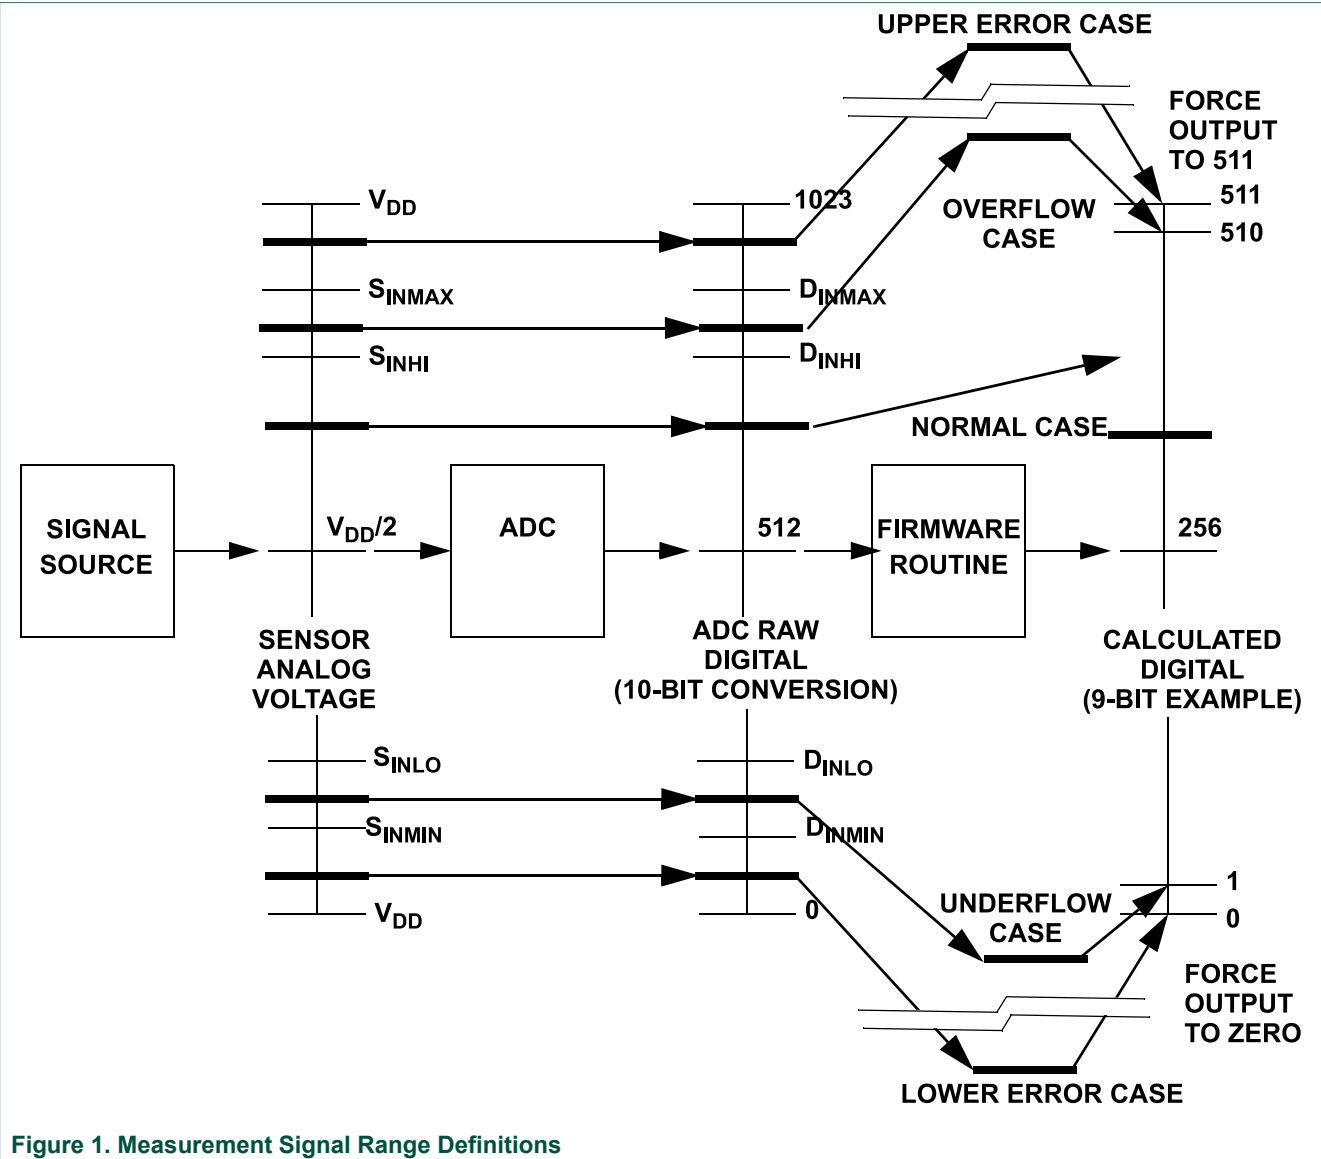 UPPER ERROR CASE
FORCE
OUTPUT
TO 511
VDD
1023
511
OVERFLOW
CASE
510
SINMAX
DINMAX
SINHI
DINHI
NORMAL CASE
SIGNAL
SOURCE
VDD/2
ADC
512
FIRMWARE
ROUTINE
256
SENSOR
ANALOG
VOLTAGE
ADC RAW
DIGITAL
(10-BIT CONVERSION)
CALCULATED
DIGITAL
(9-BIT EXAMPLE)
SINLO
DINLO
SINMIN
DINMIN
VDD
0
UNDERFLOW
CASE
1
0
FORCE
OUTPUT
TO ZERO
LOWER ERROR CASE
Figure 1. Measurement Signal Range Definitions